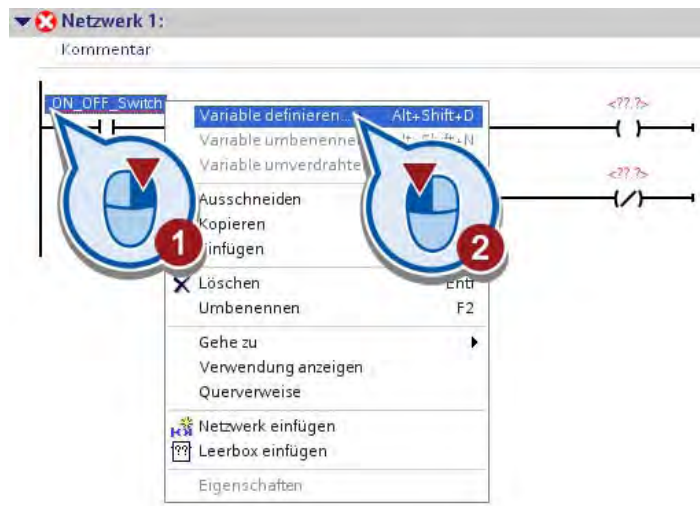 Netzwerk 1:
Kommentar
ON_OFF_Switch
<??.?>
<??.?>
Variable definieren... Alt+Shift+D
Variable umbenennen
Variable umverdrahten
Ausschneiden
Kopieren
Einfügen
Löschen Entf
Umbenennen F2
Gehe zu
Verwendung anzeigen
Querverweise
Netzwerk einfügen
?? Leerbox einfügen
Eigenschaften
1
2